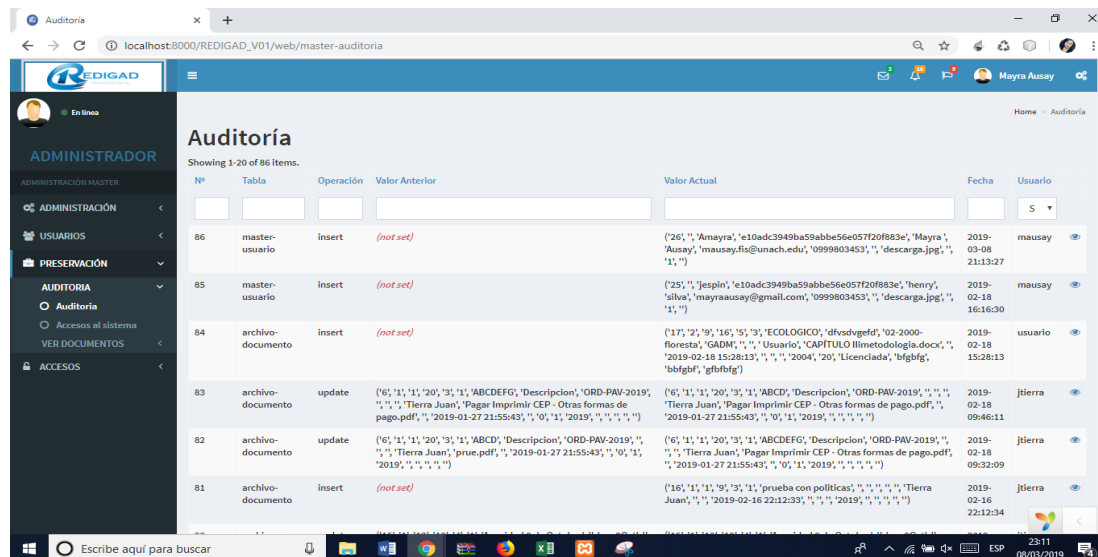 Auditoría
localhost:8000/REDIGAD_V01/web/master-auditoria
REDIGAD
Mayra Ausay
En linea
Home > Auditoría
Auditoría
ADMINISTRADOR
Showing 1-20 of 86 items.
ADMINISTRACIÓN MASTER
Nº Tabla Operación Valor Anterior Valor Actual Fecha Usuario
S
ADMINISTRACIÓN
USUARIOS
PRESERVACIÓN
AUDITORIA
Auditoria
Accesos al sistema
VER DOCUMENTOS
ACCESOS
86 master-usuario insert (not set) ('26', '', 'Amayra', 'e10adc3949ba59abbe56e057f20f883e', 'Mayra ',
'Ausay', 'mausay.fis@unach.edu', '0999803453', '', 'descarga.jpg', '',
'1', '')
2019-03-08 21:13:27 mausay
85 master-usuario insert (not set) ('25', '', 'jespin', 'e10adc3949ba59abbe56e057f20f883e', 'henry',
'silva', 'mayraausay@gmail.com', '0999803453', '', 'descarga.jpg', '',
'1', '')
2019-02-18 16:16:30 mausay
84 archivo-documento insert (not set) ('17', '2', '9', '16', '5', '3', 'ECOLOGICO', 'dfvsdvgefd', '02-2000-
floresta', 'GADM', '', '', ' Usuario', 'CAPÍTULO IIimetodologia.docx', '',
'2019-02-18 15:28:13', '', '', '', '2004', '20', 'Licenciada', 'bfgbfg',
'bbfgbf', 'gfbfbfg')
2019-02-18 15:28:13 usuario
83 archivo-documento update ('6', '1', '1', '20', '3', '1', 'ABCDEFG', 'Descripcion', 'ORD-PAV-2019',
'', '', '', 'Tierra Juan', 'Pagar Imprimir CEP - Otras formas de
pago.pdf', '', '2019-01-27 21:55:43', '', '0', '1', '2019', '', '', '', '', '')
('6', '1', '1', '20', '3', '1', 'ABCD', 'Descripcion', 'ORD-PAV-2019', '', '', '',
'Tierra Juan', 'Pagar Imprimir CEP - Otras formas de pago.pdf', '',
'2019-01-27 21:55:43', '', '0', '1', '2019', '', '', '', '', '')
2019-02-18 09:46:11 jtierra
82 archivo-documento update ('6', '1', '1', '20', '3', '1', 'ABCD', 'Descripcion', 'ORD-PAV-2019', '',
'', '', 'Tierra Juan', 'prue.pdf', '', '2019-01-27 21:55:43', '', '0', '1',
'2019', '', '', '', '', '')
('6', '1', '1', '20', '3', '1', 'ABCDEFG', 'Descripcion', 'ORD-PAV-2019', '',
'', '', 'Tierra Juan', 'Pagar Imprimir CEP - Otras formas de pago.pdf',
'', '2019-01-27 21:55:43', '', '0', '1', '2019', '', '', '', '', '')
2019-02-18 09:32:09 jtierra
81 archivo-documento insert (not set) ('16', '1', '1', '9', '3', '1', 'prueba con politicas', '', '', '', '', '', 'Tierra
Juan', '', '', '2019-02-16 22:12:33', '', '', '', '2019', '', '', '', '', '')
2019-02-16 22:12:34 jtierra
Escribe aquí para buscar
ESP
23:11
08/03/2019